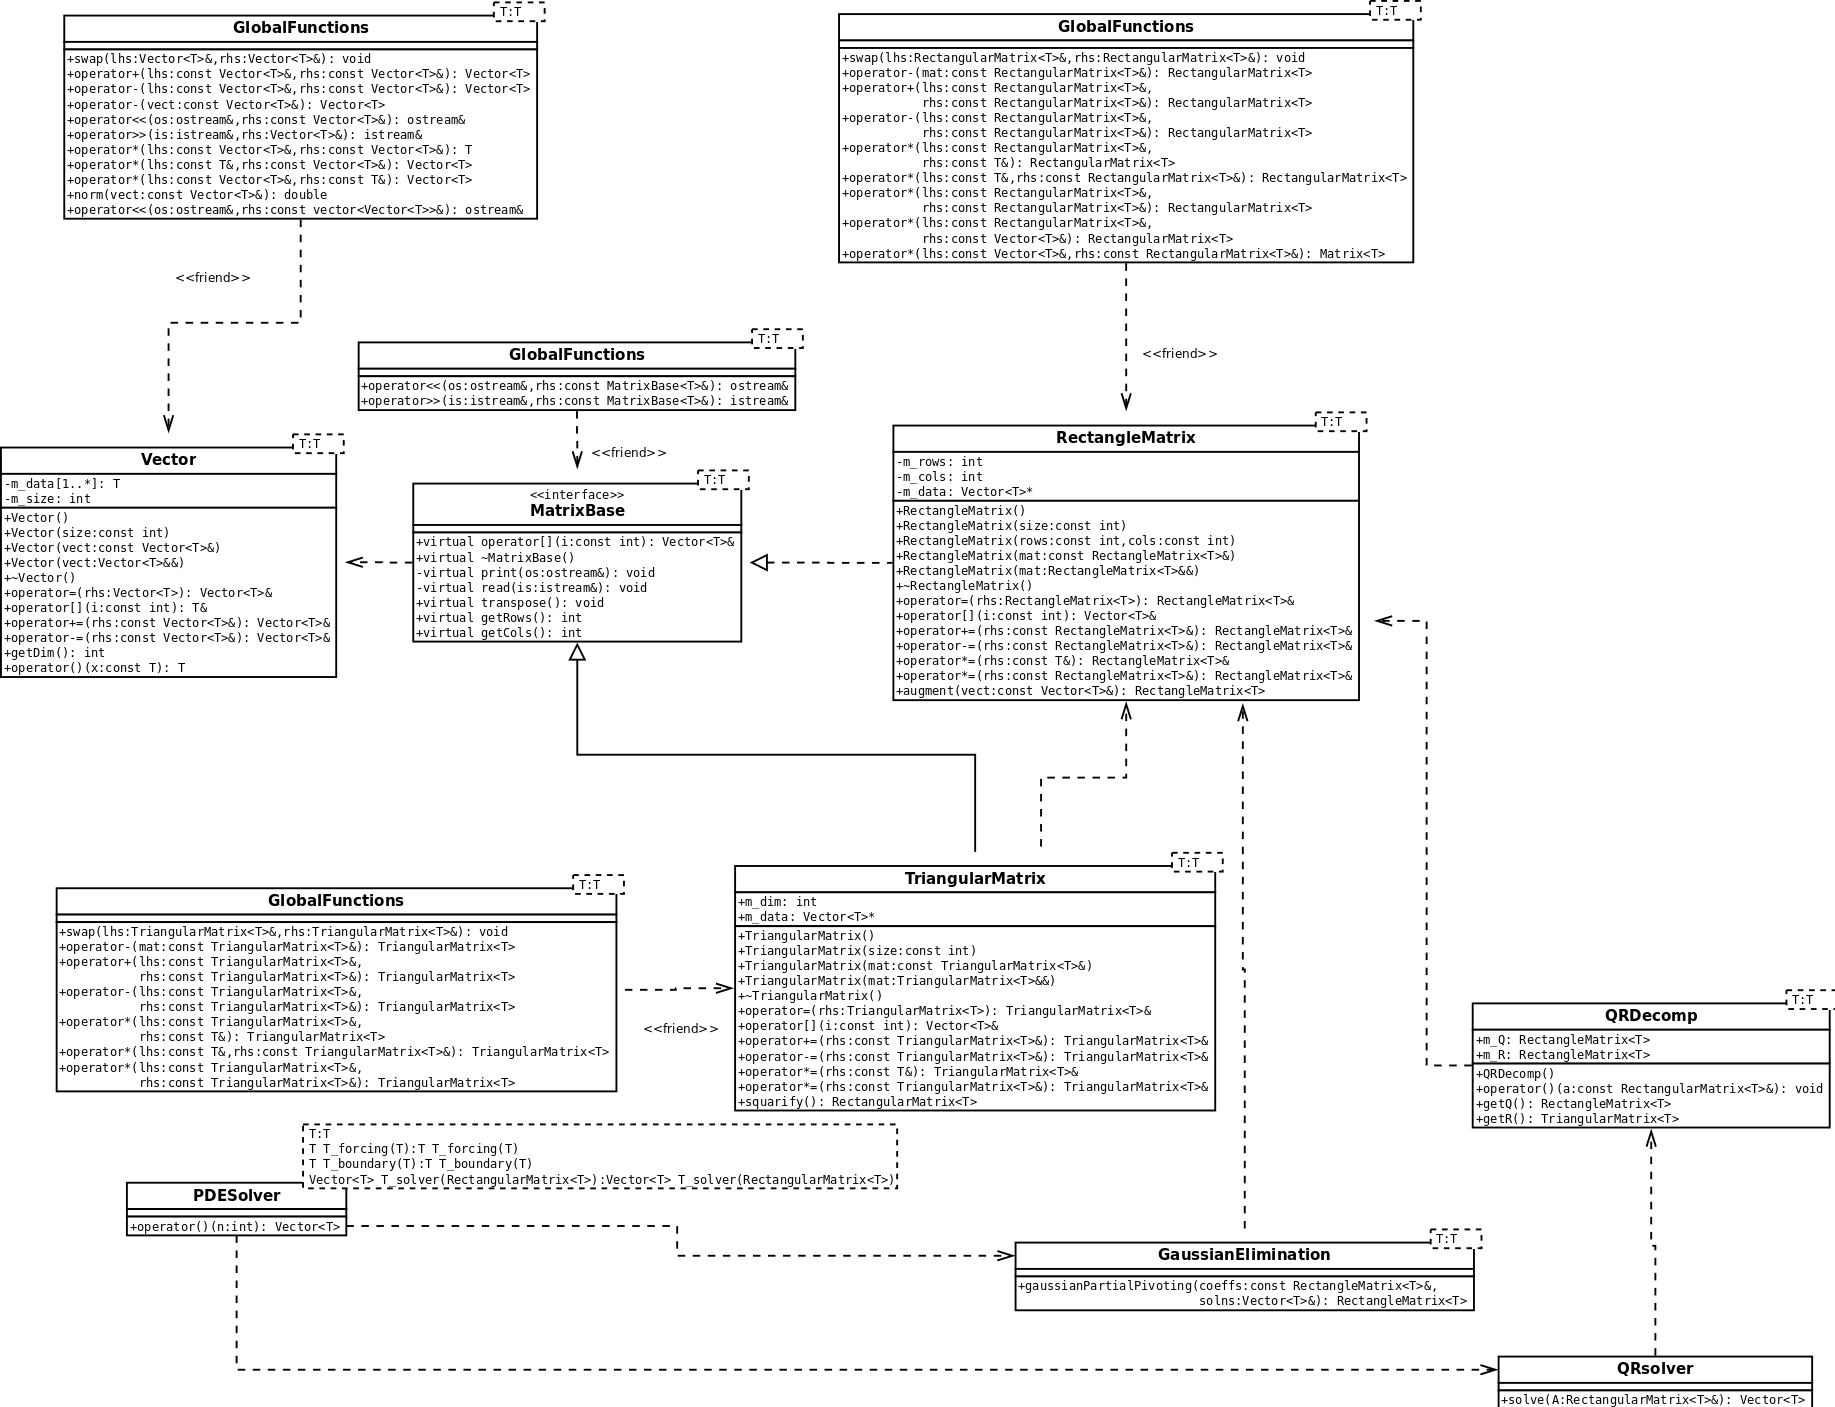 T:T
GlobalFunctions
+swap(lhs:Vector<T>&,rhs:Vector<T>&): void
+operator+(lhs:const Vector<T>&,rhs:const Vector<T>&): Vector<T>
+operator-(lhs:const Vector<T>&,rhs:const Vector<T>&): Vector<T>
+operator-(vect:const Vector<T>&): Vector<T>
+operator<<(os:ostream&,rhs:const Vector<T>&): ostream&
+operator>>(is:istream&,rhs:Vector<T>&): istream&
+operator*(lhs:const Vector<T>&,rhs:const Vector<T>&): T
+operator*(lhs:const T&,rhs:const Vector<T>&): Vector<T>
+operator*(lhs:const Vector<T>&,rhs:const T&): Vector<T>
+norm(vect:const Vector<T>&): double
+operator<<(os:ostream&,rhs:const vector<Vector<T>>&): ostream&
<<friend>>
T:T
GlobalFunctions
+swap(lhs:RectangularMatrix<T>&,rhs:RectangularMatrix<T>&): void
+operator-(mat:const RectangularMatrix<T>&): RectangularMatrix<T>
+operator+(lhs:const RectangularMatrix<T>&,
rhs:const RectangularMatrix<T>&): RectangularMatrix<T>
+operator-(lhs:const RectangularMatrix<T>&,
rhs:const RectangularMatrix<T>&): RectangularMatrix<T>
+operator*(lhs:const RectangularMatrix<T>&,
rhs:const T&): RectangularMatrix<T>
+operator*(lhs:const T&,rhs:const RectangularMatrix<T>&): RectangularMatrix<T>
+operator*(lhs:const RectangularMatrix<T>&,
rhs:const RectangularMatrix<T>&): RectangularMatrix<T>
+operator*(lhs:const RectangularMatrix<T>&,
rhs:const Vector<T>&): RectangularMatrix<T>
+operator*(lhs:const Vector<T>&,rhs:const RectangularMatrix<T>&): Matrix<T>
<<friend>>
T:T
GlobalFunctions
+operator<<(os:ostream&,rhs:const MatrixBase<T>&): ostream&
+operator>>(is:istream&,rhs:const MatrixBase<T>&): istream&
<<friend>>
T:T
Vector
-m_data[1..*]: T
-m_size: int
+Vector()
+Vector(size:const int)
+Vector(vect:const Vector<T>&)
+Vector(vect:Vector<T>&&)
+~Vector()
+operator=(rhs:Vector<T>): Vector<T>&
+operator[](i:const int): T&
+operator+=(rhs:const Vector<T>&): Vector<T>&
+operator-=(rhs:const Vector<T>&): Vector<T>&
+getDim(): int
+operator()(x:const T): T
T:T
<<interface>>
MatrixBase
+virtual operator[](i:const int): Vector<T>&
+virtual ~MatrixBase()
-virtual print(os:ostream&): void
-virtual read(is:istream&): void
+virtual transpose(): void
+virtual getRows(): int
+virtual getCols(): int
T:T
RectangleMatrix
-m_rows: int
-m_cols: int
-m_data: Vector<T>*
+RectangleMatrix()
+RectangleMatrix(size:const int)
+RectangleMatrix(rows:const int,cols:const int)
+RectangleMatrix(mat:const RectangleMatrix<T>&)
+RectangleMatrix(mat:RectangleMatrix<T>&&)
+~RectangleMatrix()
+operator=(rhs:RectangleMatrix<T>): RectangleMatrix<T>&
+operator[](i:const int): Vector<T>&
+operator+=(rhs:const RectangleMatrix<T>&): RectangleMatrix<T>&
+operator-=(rhs:const RectangleMatrix<T>&): RectangleMatrix<T>&
+operator*=(rhs:const T&): RectangleMatrix<T>&
+operator*=(rhs:const RectangleMatrix<T>&): RectangleMatrix<T>&
+augment(vect:const Vector<T>&): RectangleMatrix<T>
T:T
GlobalFunctions
+swap(lhs:TriangularMatrix<T>&,rhs:TriangularMatrix<T>&): void
+operator-(mat:const TriangularMatrix<T>&): TriangularMatrix<T>
+operator+(lhs:const TriangularMatrix<T>&,
rhs:const TriangularMatrix<T>&): TriangularMatrix<T>
+operator-(lhs:const TriangularMatrix<T>&,
rhs:const TriangularMatrix<T>&): TriangularMatrix<T>
+operator*(lhs:const TriangularMatrix<T>&,
rhs:const T&): TriangularMatrix<T>
+operator*(lhs:const T&,rhs:const TriangularMatrix<T>&): TriangularMatrix<T>
+operator*(lhs:const TriangularMatrix<T>&,
rhs:const TriangularMatrix<T>&): TriangularMatrix<T>
<<friend>>
T:T
TriangularMatrix
+m_dim: int
+m_data: Vector<T>*
+TriangularMatrix()
+TriangularMatrix(size:const int)
+TriangularMatrix(mat:const TriangularMatrix<T>&)
+TriangularMatrix(mat:TriangularMatrix<T>&&)
+~TriangularMatrix()
+operator=(rhs:TriangularMatrix<T>): TriangularMatrix<T>&
+operator[](i:const int): Vector<T>&
+operator+=(rhs:const TriangularMatrix<T>&): TriangularMatrix<T>&
+operator-=(rhs:const TriangularMatrix<T>&): TriangularMatrix<T>&
+operator*=(rhs:const T&): TriangularMatrix<T>&
+operator*=(rhs:const TriangularMatrix<T>&): TriangularMatrix<T>&
+squarify(): RectangularMatrix<T>
T:T
QRDecomp
+m_Q: RectangleMatrix<T>
+m_R: RectangleMatrix<T>
+QRDecomp()
+operator()(a:const RectangularMatrix<T>&): void
+getQ(): RectangleMatrix<T>
+getR(): TriangularMatrix<T>
T:T
T T_forcing(T):T T_forcing(T)
T T_boundary(T):T T_boundary(T)
Vector<T> T_solver(RectangularMatrix<T>):Vector<T> T_solver(RectangularMatrix<T>)
PDESolver
+operator()(n:int): Vector<T>
T:T
GaussianElimination
+gaussianPartialPivoting(coeffs:const RectangleMatrix<T>&,
solns:Vector<T>&): RectangleMatrix<T>
QRsolver
+solve(A:RectangularMatrix<T>&): Vector<T>